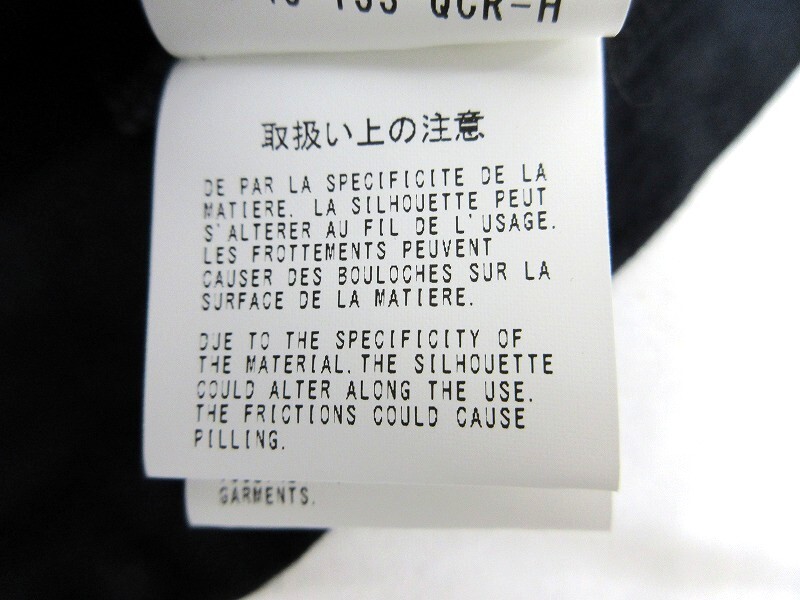 QCR-H
取扱い上の注意
DE PAR LA SPECIFICITE DE LA
MATIERE. LA SILHOUETTE PEUT
S'ALTERER AU FIL DE L'USAGE.
LES FROTTEMENTS PEUVENT
CAUSER DES BOULOCHES SUR LA
SURFACE DE LA MATIERE.
DUE TO THE SPECIFICITY OF
THE MATERIAL. THE SILHOUETTE
COULD ALTER ALONG THE USE.
THE FRICTIONS COULD CAUSE
PILLING.
GARMENTS.